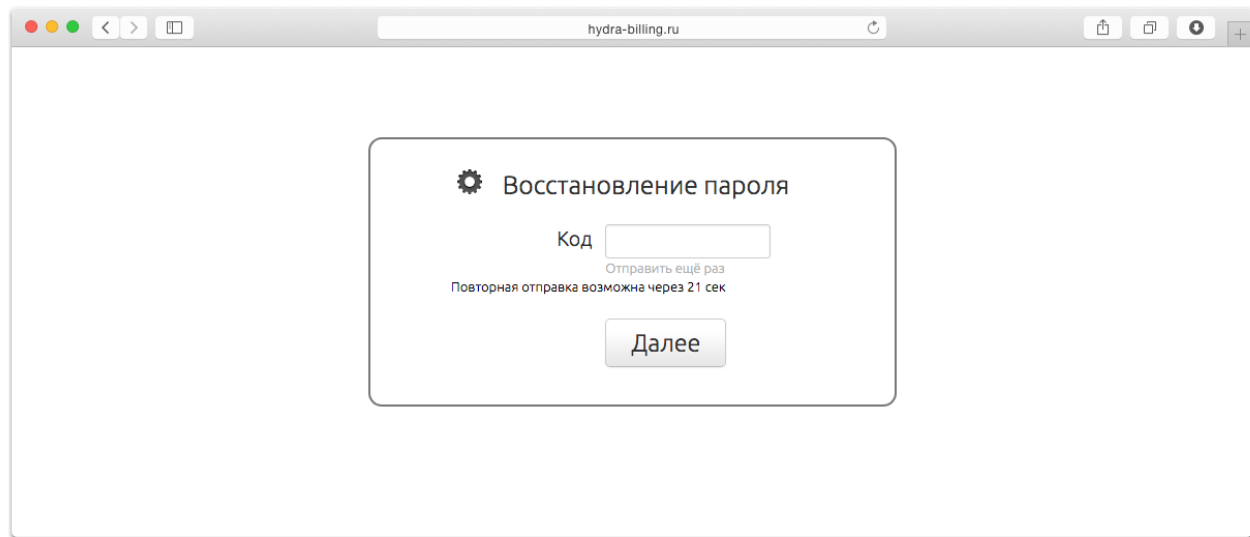 hydra-billing.ru
Восстановление пароля
Код
Отправить ещё раз
Повторная отправка возможна через 21 сек
Далее